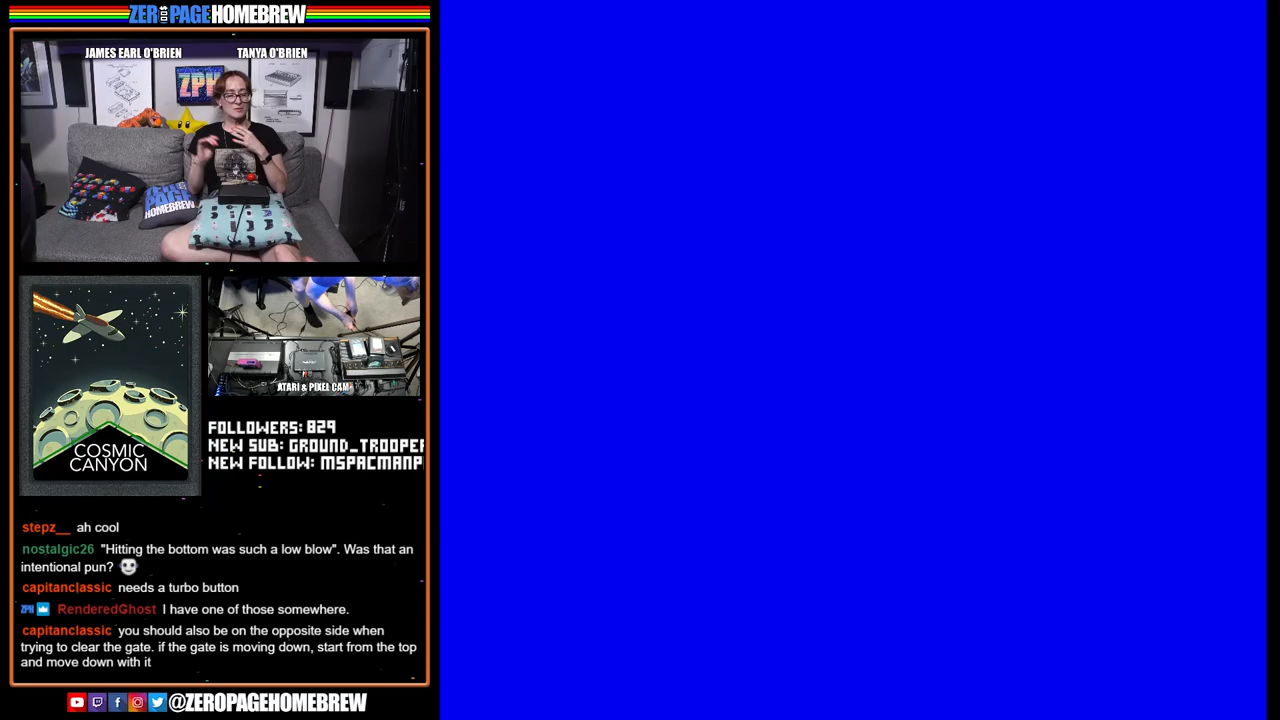 ZEROPAGE HOMEBREW
JAMES EARL O'BRIEN
TANYA O'BRIEN
ZPH
ZERO
PAGE
HOMEBREW
COSMIC
CANYON
ATARI & PIXEL CAM
FOLLOWERS: 829
NEW SUB: GROUND_TROOPER
NEW FOLLOW: MSPACMANP
stepz__ ah cool
nostalgic26 "Hitting the bottom was such a low blow". Was that an
intentional pun?
capitanclassic needs a turbo button
ZPH RenderedGhost I have one of those somewhere.
capitanclassic you should also be on the opposite side when
trying to clear the gate. if the gate is moving down, start from the top
and move down with it
@ZEROPAGEHOMEBREW